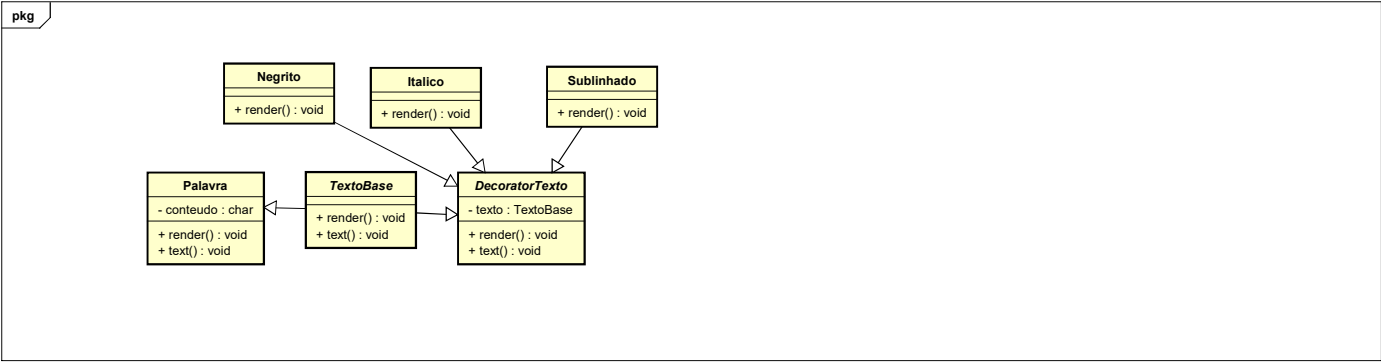 pkg
Negrito
+ render() : void
Italico
+ render() : void
Sublinhado
+ render() : void
Palavra
- conteudo : char
+ render() : void
+ text() : void
TextoBase
+ render() : void
+ text() : void
DecoratorTexto
- texto : TextoBase
+ render() : void
+ text() : void